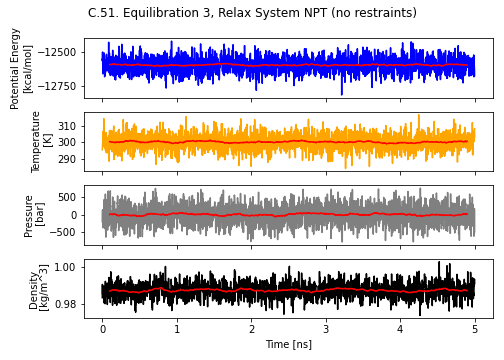 C.51. Equilibration 3, Relax System NPT (no restraints)
Potential Energy
[kcal/mol]
−12500
−12750
Temperature
[K]
310
300
290
Pressure
[bar]
500
0
−500
Density
[kg/m^3]
1.00
0.98
0
1
2
3
4
5
Time [ns]